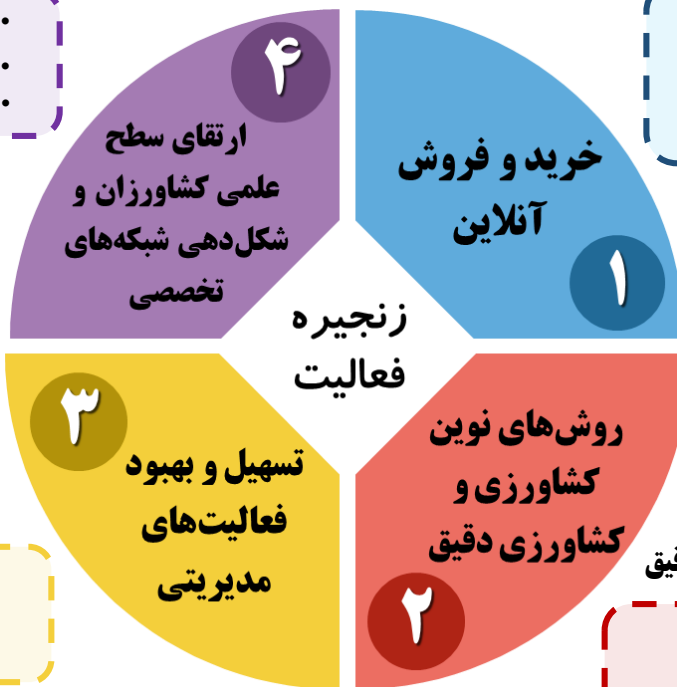 ۱
خرید و فروش
آنلاین
۲
روش‌های نوین
کشاورزی و
کشاورزی دقیق
۳
تسهیل و بهبود
فعالیت‌های
مدیریتی
۴
ارتقای سطح
علمی کشاورزان و
شکل‌دهی شبکه‌های
تخصصی
زنجیره
فعالیت